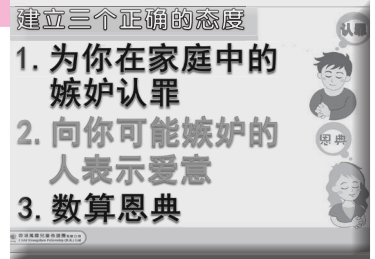 建立三个正确的态度
认罪
1. 为你在家庭中的
嫉妒认罪
2. 向你可能嫉妒的
人表示爱意
恩典
3. 数算恩典